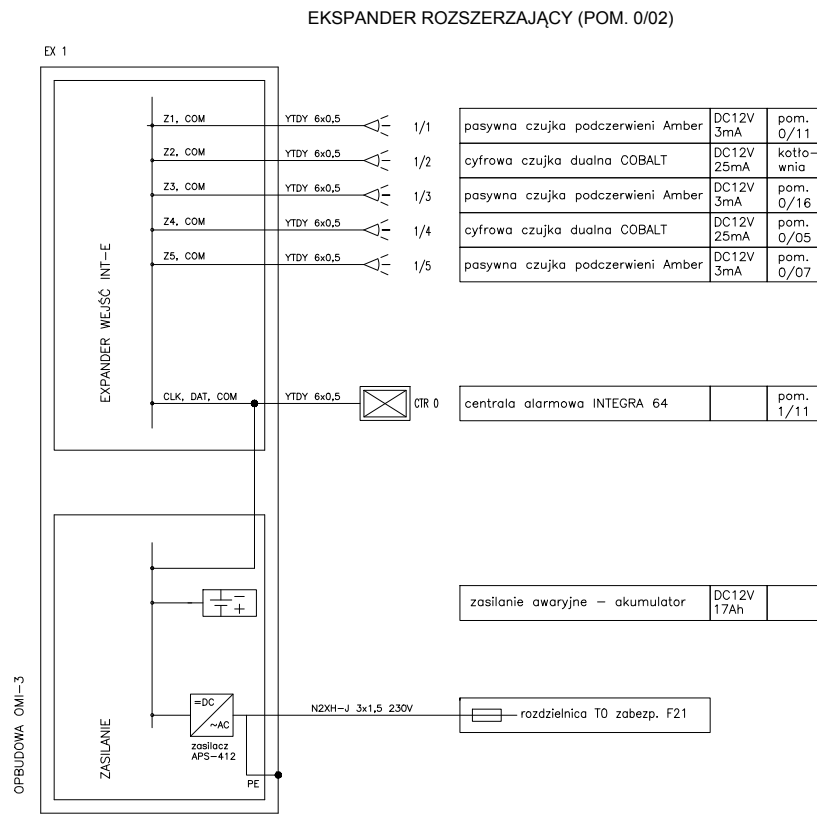 EKSPANDER ROZSZERZAJĄCY (POM. 0/02)
EX 1
Z1, COM YTDY 6x0,5 1/1 pasywna czujka podczerwieni Amber DC12V 3mA pom. 0/11
Z2, COM YTDY 6x0,5 1/2 cyfrowa czujka dualna COBALT DC12V 25mA kotło-wnia
Z3, COM YTDY 6x0,5 1/3 pasywna czujka podczerwieni Amber DC12V 3mA pom. 0/16
Z4, COM YTDY 6x0,5 1/4 cyfrowa czujka dualna COBALT DC12V 25mA pom. 0/05
Z5, COM YTDY 6x0,5 1/5 pasywna czujka podczerwieni Amber DC12V 3mA pom. 0/07
EXPANDER WEJŚĆ INT-E
CLK, DAT, COM YTDY 6x0,5 CTR 0 centrala alarmowa INTEGRA 64 pom. 1/11
zasilanie awaryjne – akumulator DC12V 17Ah
OPBUDOWA OMI-3
ZASILANIE
=DC
~AC
zasilacz
APS-412
N2XH-J 3x1,5 230V
rozdzielnica T0 zabezp. F21
PE